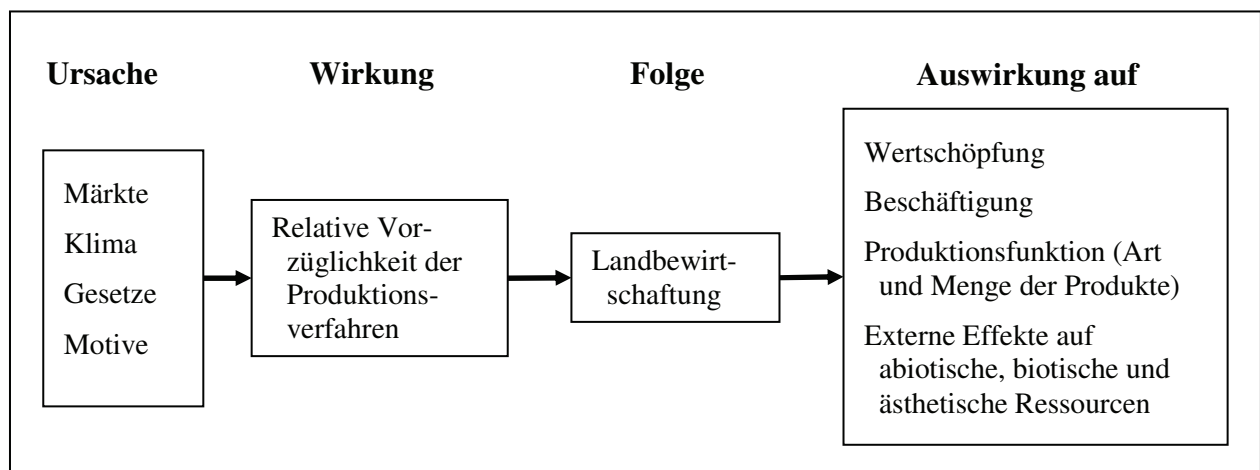 Ursache
Wirkung
Folge
Auswirkung auf
Märkte
Klima
Gesetze
Motive
Relative Vor-
züglichkeit der
Produktions-
verfahren
Landbewirt-
schaftung
Wertschöpfung
Beschäftigung
Produktionsfunktion (Art
und Menge der Produkte)
Externe Effekte auf
abiotische, biotische und
ästhetische Ressourcen